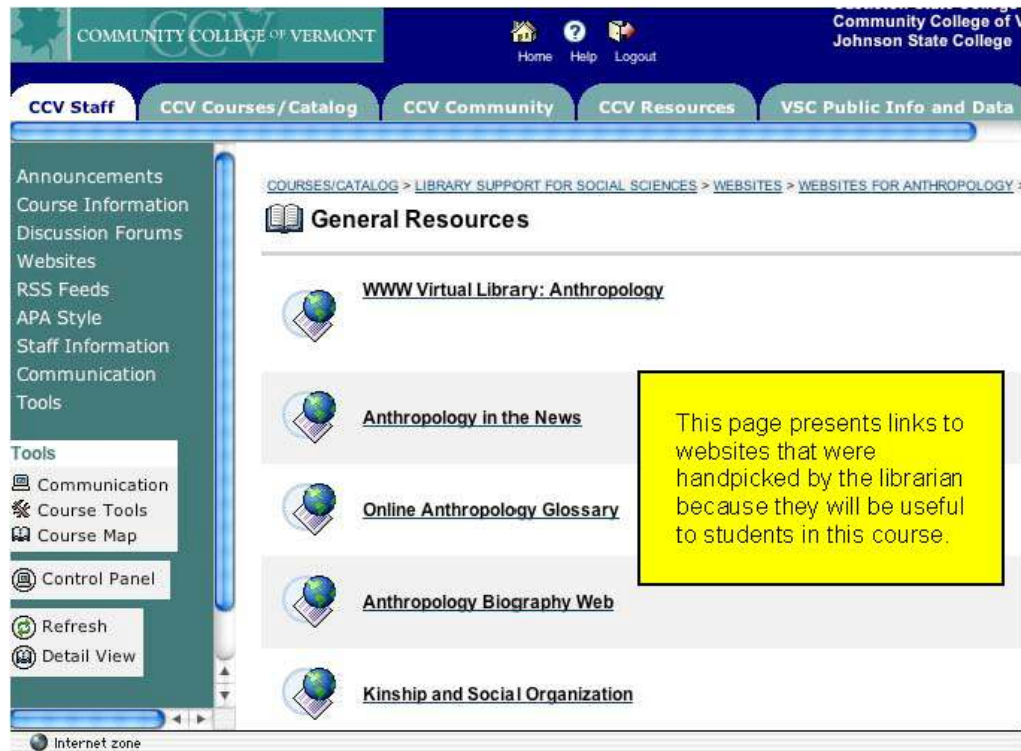 Community College of
Johnson State College
COMMUNITY COLLEGE OF VERMONT
CCV
Home Help Logout
CCV Staff CCV Courses/Catalog CCV Community CCV Resources VSC Public Info and Data
Announcements
Course Information
Discussion Forums
Websites
RSS Feeds
APA Style
Staff Information
Communication
Tools
Tools
Communication
Course Tools
Course Map
Control Panel
Refresh
Detail View
COURSES/CATALOG > LIBRARY SUPPORT FOR SOCIAL SCIENCES > WEBSITES > WEBSITES FOR ANTHROPOLOGY >
General Resources
WWW Virtual Library: Anthropology
Anthropology in the News
Online Anthropology Glossary
Anthropology Biography Web
Kinship and Social Organization
This page presents links to
websites that were
handpicked by the librarian
because they will be useful
to students in this course.
Internet zone